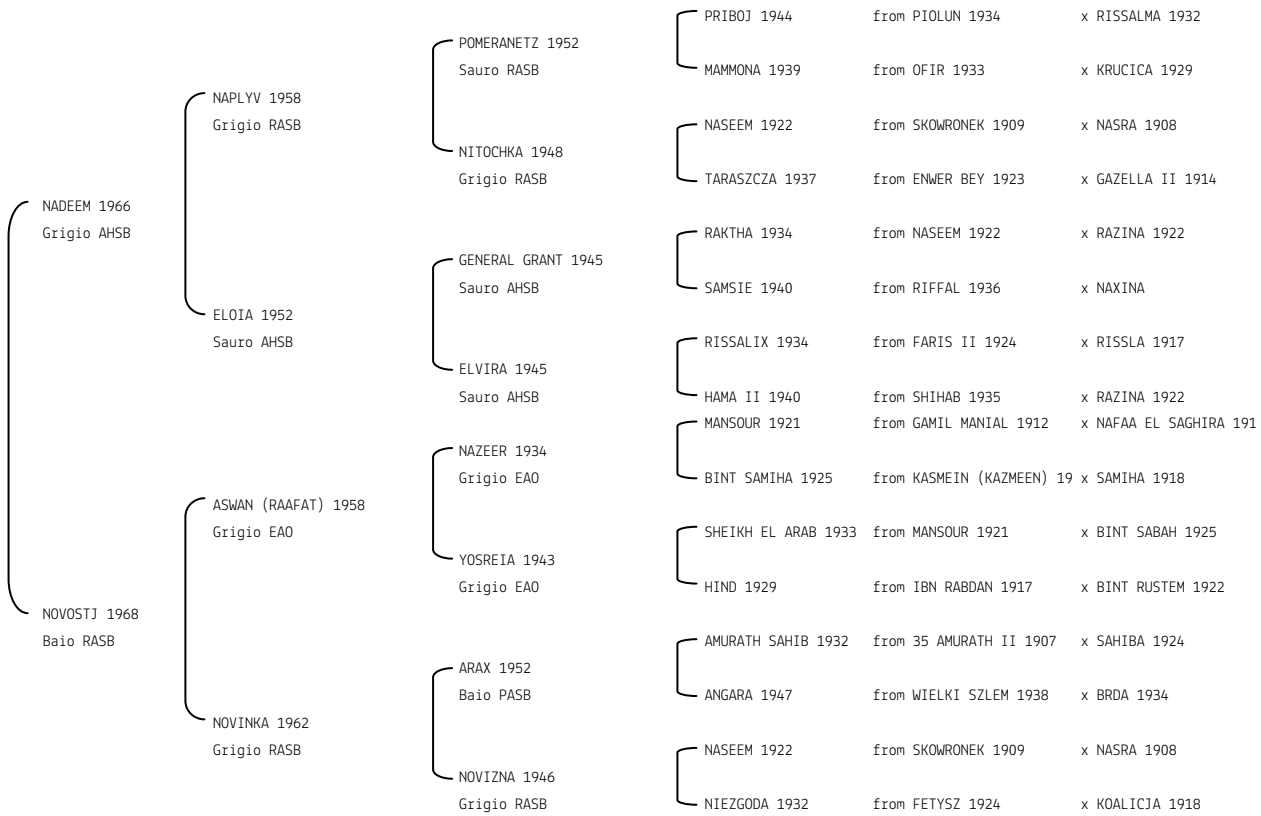 PRIBOJ 1944 from PIOLUN 1934 x RISSALMA 1932
POMERANETZ 1952
Sauro RASB
MAMMONA 1939 from OFIR 1933 x KRUCICA 1929
NAPLYV 1958
Grigio RASB
NASEEM 1922 from SKOWRONEK 1909 x NASRA 1908
NITOCHKA 1948
Grigio RASB
TARASZCZA 1937 from ENWER BEY 1923 x GAZELLA II 1914
NADEEM 1966
Grigio AHSB
RAKTHA 1934 from NASEEM 1922 x RAZINA 1922
GENERAL GRANT 1945
Sauro AHSB
SAMSIE 1940 from RIFFAL 1936 x NAXINA
ELOIA 1952
Sauro AHSB
RISSALIX 1934 from FARIS II 1924 x RISSLA 1917
ELVIRA 1945
Sauro AHSB
HAMA II 1940 from SHIHAB 1935 x RAZINA 1922
MANSOUR 1921 from GAMIL MANIAL 1912 x NAFAA EL SAGHIRA 191
NAZEER 1934
Grigio EAO
BINT SAMIHA 1925 from KASMEIN (KAZMEEN) 19 x SAMIHA 1918
ASWAN (RAAFAT) 1958
Grigio EAO
SHEIKH EL ARAB 1933 from MANSOUR 1921 x BINT SABAH 1925
YOSREIA 1943
Grigio EAO
HIND 1929 from IBN RABDAN 1917 x BINT RUSTEM 1922
NOVOSTJ 1968
Baio RASB
AMURATH SAHIB 1932 from 35 AMURATH II 1907 x SAHIBA 1924
ARAX 1952
Baio PASB
ANGARA 1947 from WIELKI SZLEM 1938 x BRDA 1934
NOVINKA 1962
Grigio RASB
NASEEM 1922 from SKOWRONEK 1909 x NASRA 1908
NOVIZNA 1946
Grigio RASB
NIEZGODA 1932 from FETYSZ 1924 x KOALICJA 1918